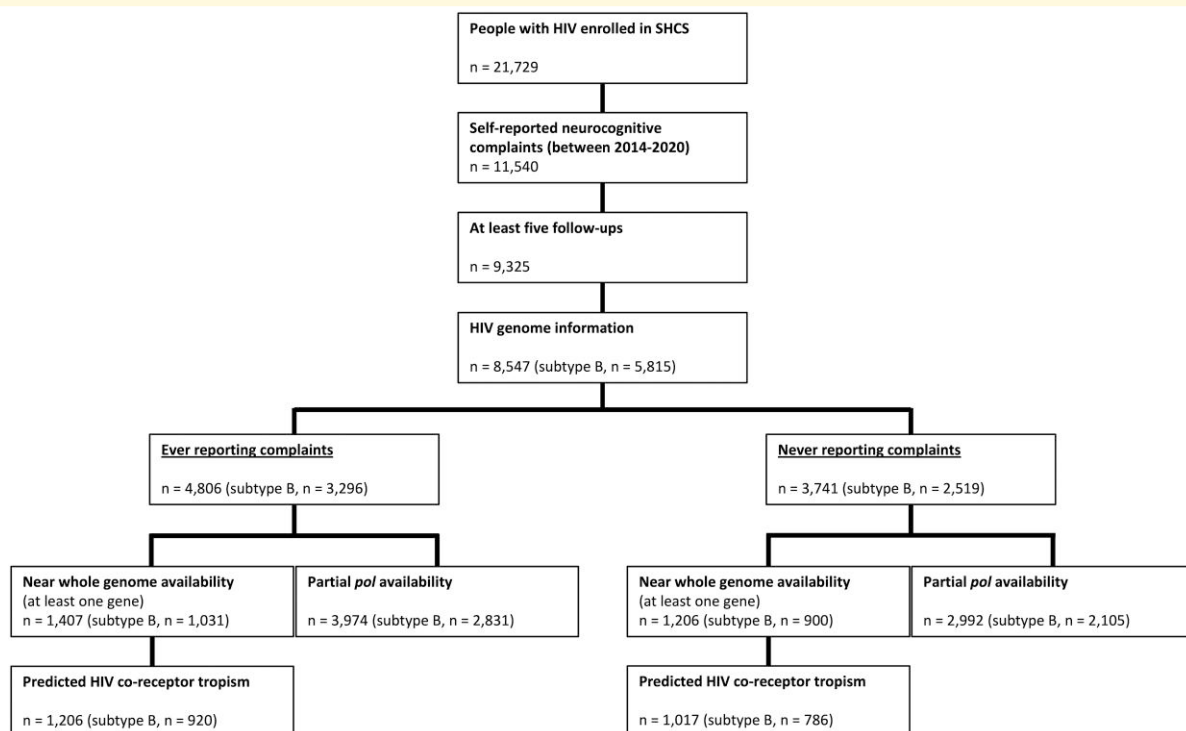 People with HIV enrolled in SHCS
n = 21,729
Self-reported neurocognitive
complaints (between 2014-2020)
n = 11,540
At least five follow-ups
n = 9,325
HIV genome information
n = 8,547 (subtype B, n = 5,815)
Ever reporting complaints
n = 4,806 (subtype B, n = 3,296)
Never reporting complaints
n = 3,741 (subtype B, n = 2,519)
Near whole genome availability
(at least one gene)
n = 1,407 (subtype B, n = 1,031)
Partial pol availability
n = 3,974 (subtype B, n = 2,831)
Near whole genome availability
(at least one gene)
n = 1,206 (subtype B, n = 900)
Partial pol availability
n = 2,992 (subtype B, n = 2,105)
Predicted HIV co-receptor tropism
n = 1,206 (subtype B, n = 920)
Predicted HIV co-receptor tropism
n = 1,017 (subtype B, n = 786)